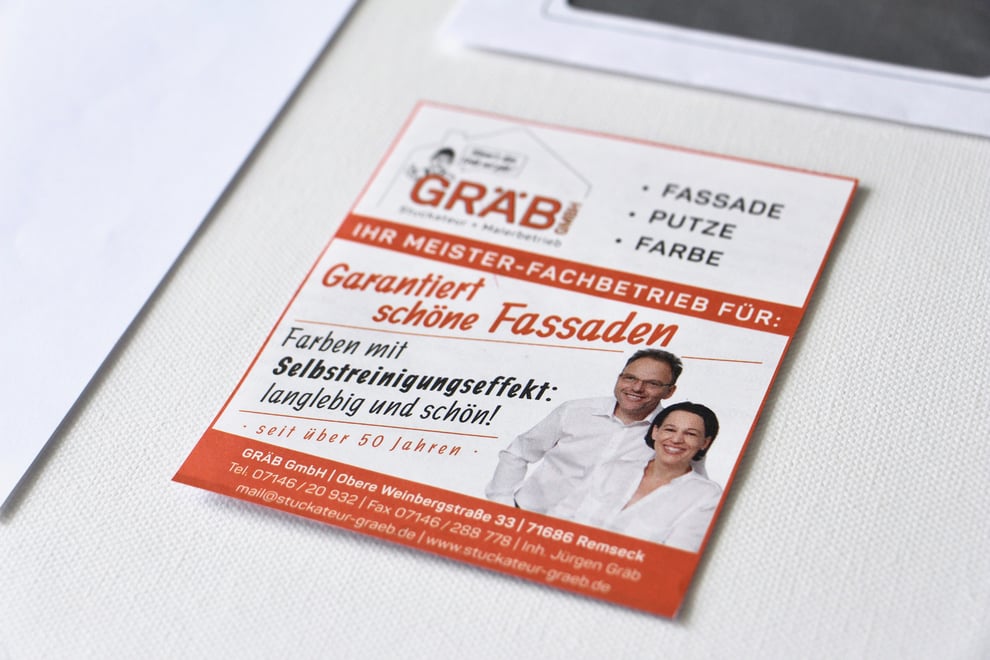 GRÄB GMBH
Stuckateur • Malerbetrieb
• FASSADE
• PUTZE
• FARBE
IHR MEISTER-FACHBETRIEB FÜR:
Garantiert
schöne Fassaden
Farben mit
Selbstreinigungseffekt:
langlebig und schön!
· seit über 50 Jahren ·
GRÄB GmbH | Obere Weinbergstraße 33 | 71686 Remseck
Tel. 07146 / 20 932 | Fax 07146 / 288 778 | Inh. Jürgen Gräb
mail@stuckateur-graeb.de | www.stuckateur-graeb.de